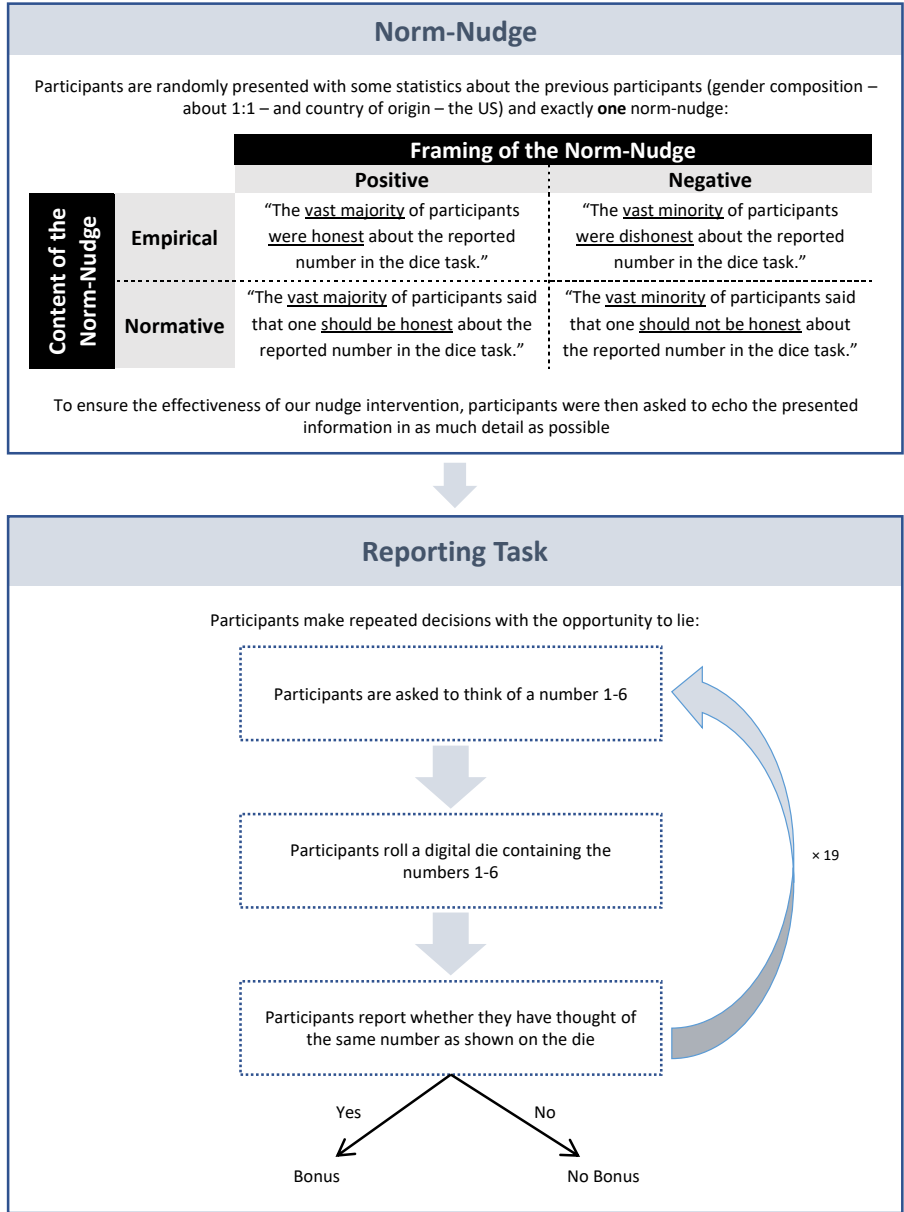 Norm-Nudge
Participants are randomly presented with some statistics about the previous participants (gender composition –
about 1:1 – and country of origin – the US) and exactly one norm-nudge:
Framing of the Norm-Nudge
Positive
Negative
Content of the
Norm-Nudge
Empirical
“The vast majority of participants
were honest about the reported
number in the dice task.”
“The vast minority of participants
were dishonest about the reported
number in the dice task.”
Normative
“The vast majority of participants said
that one should be honest about the
reported number in the dice task.”
“The vast minority of participants said
that one should not be honest about
the reported number in the dice task.”
To ensure the effectiveness of our nudge intervention, participants were then asked to echo the presented
information in as much detail as possible
Reporting Task
Participants make repeated decisions with the opportunity to lie:
Participants are asked to think of a number 1-6
Participants roll a digital die containing the
numbers 1-6
× 19
Participants report whether they have thought of
the same number as shown on the die
Yes
No
Bonus
No Bonus